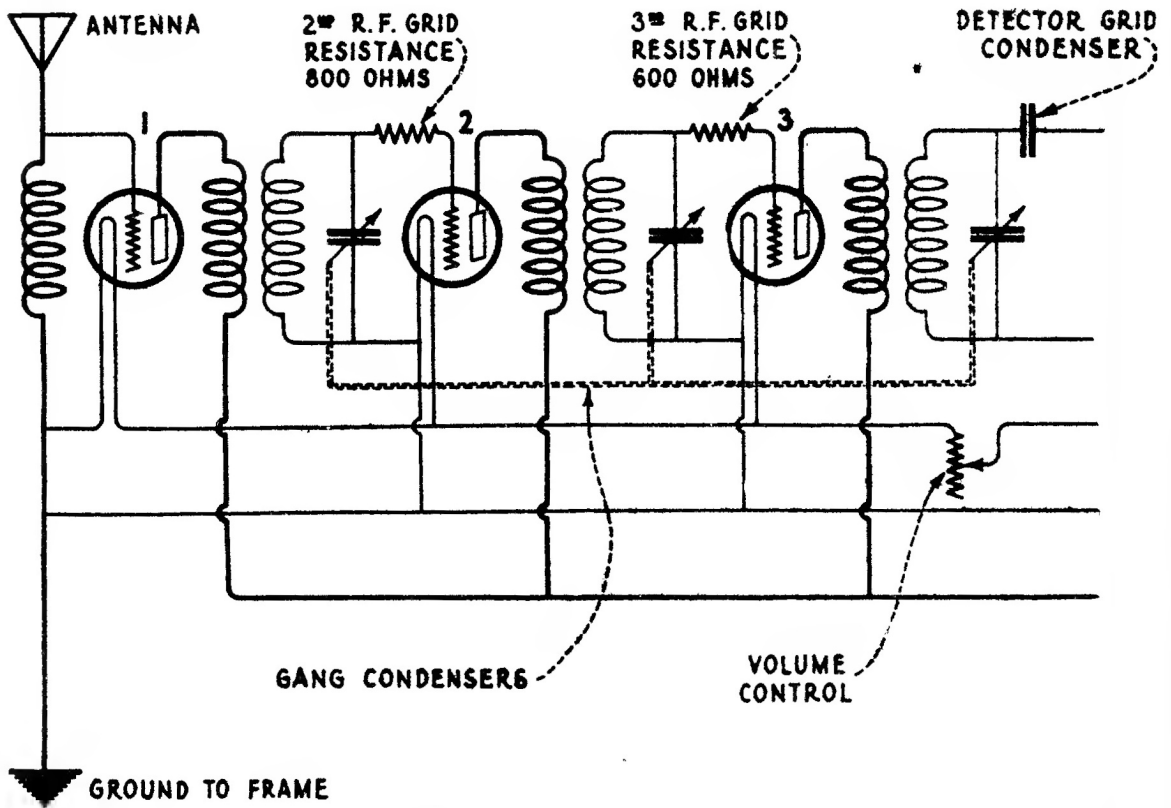 ANTENNA
2ND R.F. GRID
RESISTANCE
800 OHMS
3RD R.F. GRID
RESISTANCE
600 OHMS
DETECTOR GRID
CONDENSER
1
2
3
GANG CONDENSERS
VOLUME
CONTROL
GROUND TO FRAME